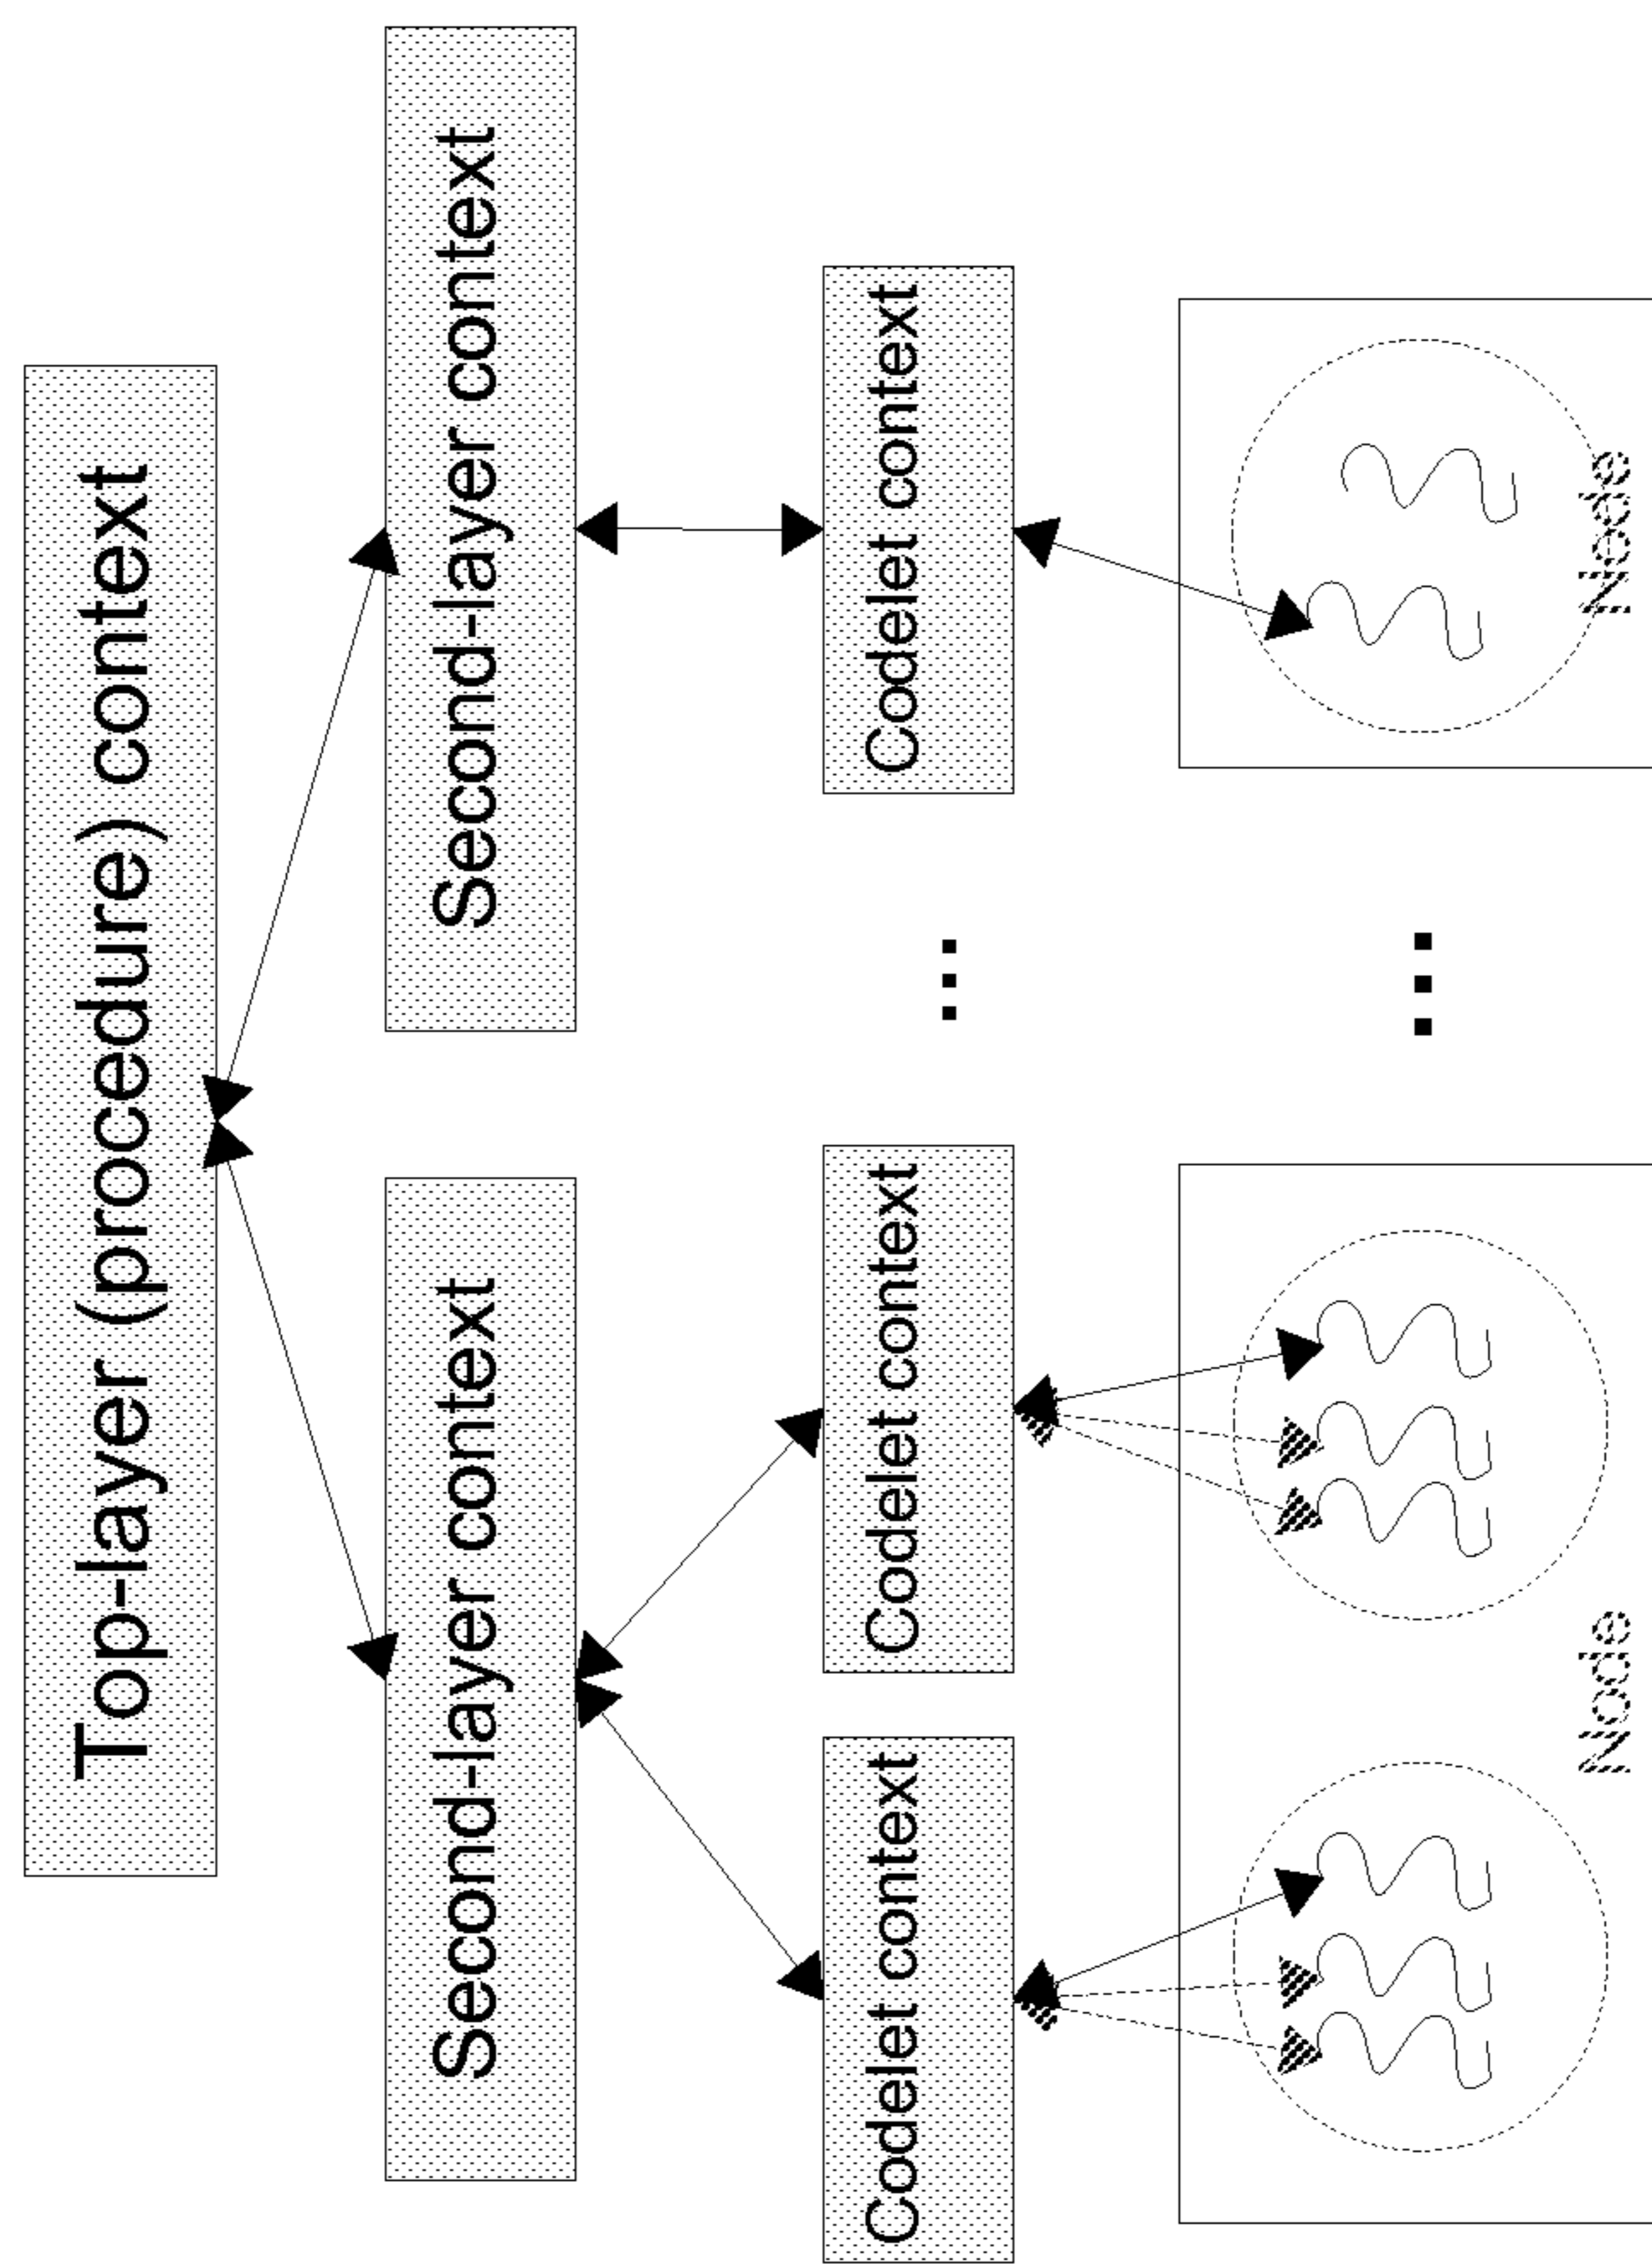 Top-layer (procedure) context
Second-layer context
Second-layer context
Codelet context
Codelet context
...
Codelet context
Node
...
Node